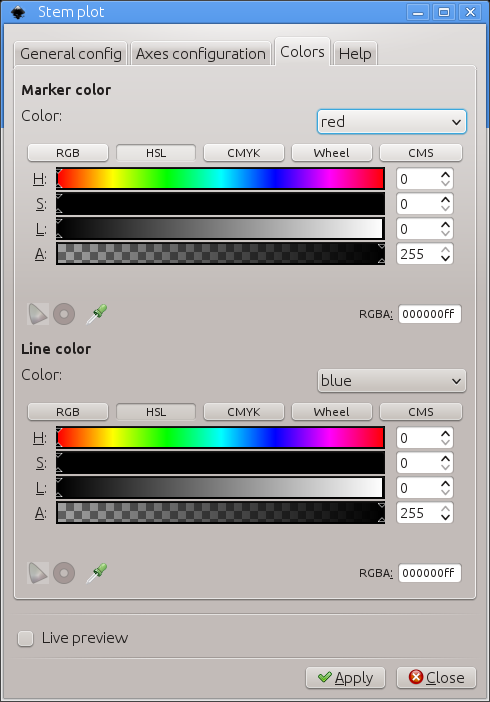 Stem plot
General config Axes configuration Colors Help
Marker color
Color: red
RGB HSL CMYK Wheel CMS
H: 0
S: 0
L: 0
A: 255
RGBA: 000000ff
Line color
Color: blue
RGB HSL CMYK Wheel CMS
H: 0
S: 0
L: 0
A: 255
RGBA: 000000ff
Live preview
Apply Close